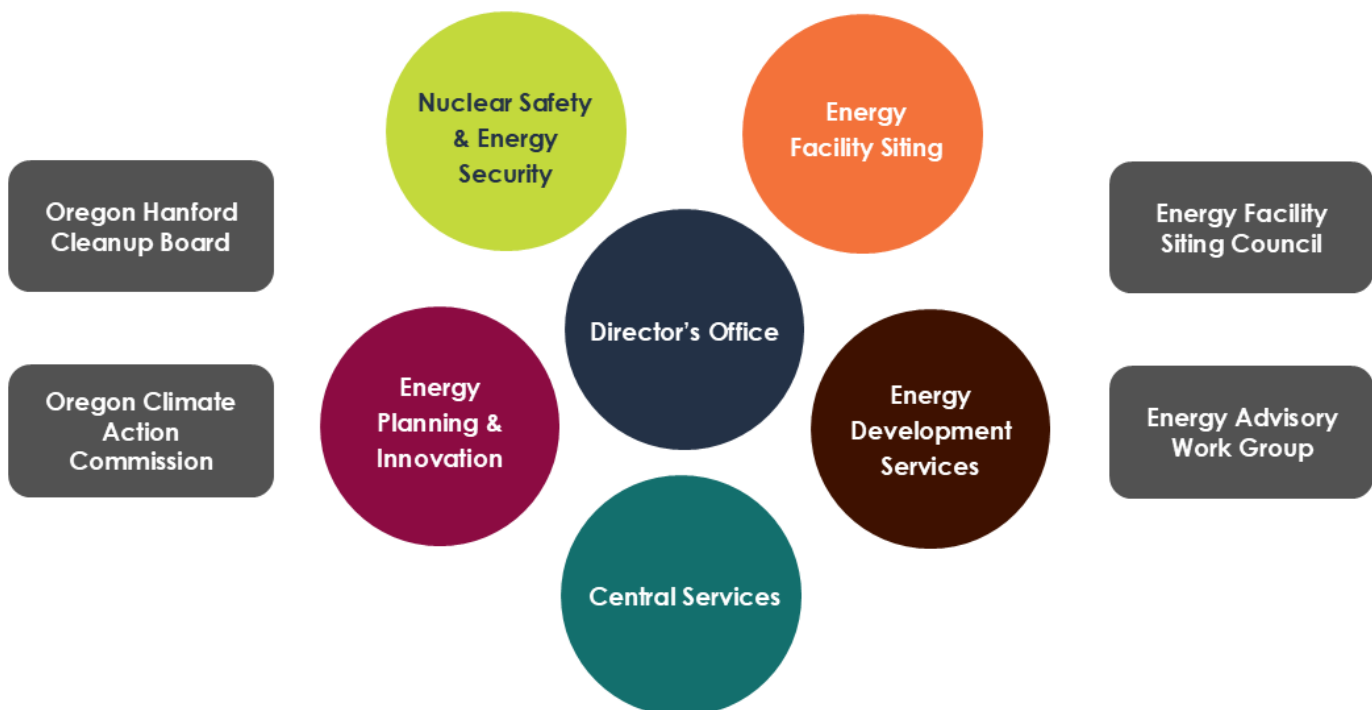 Nuclear Safety
& Energy
Security
Energy
Facility Siting
Oregon Hanford
Cleanup Board
Energy Facility
Siting Council
Director’s Office
Energy
Planning &
Innovation
Energy
Development
Services
Oregon Climate
Action
Commission
Energy Advisory
Work Group
Central Services